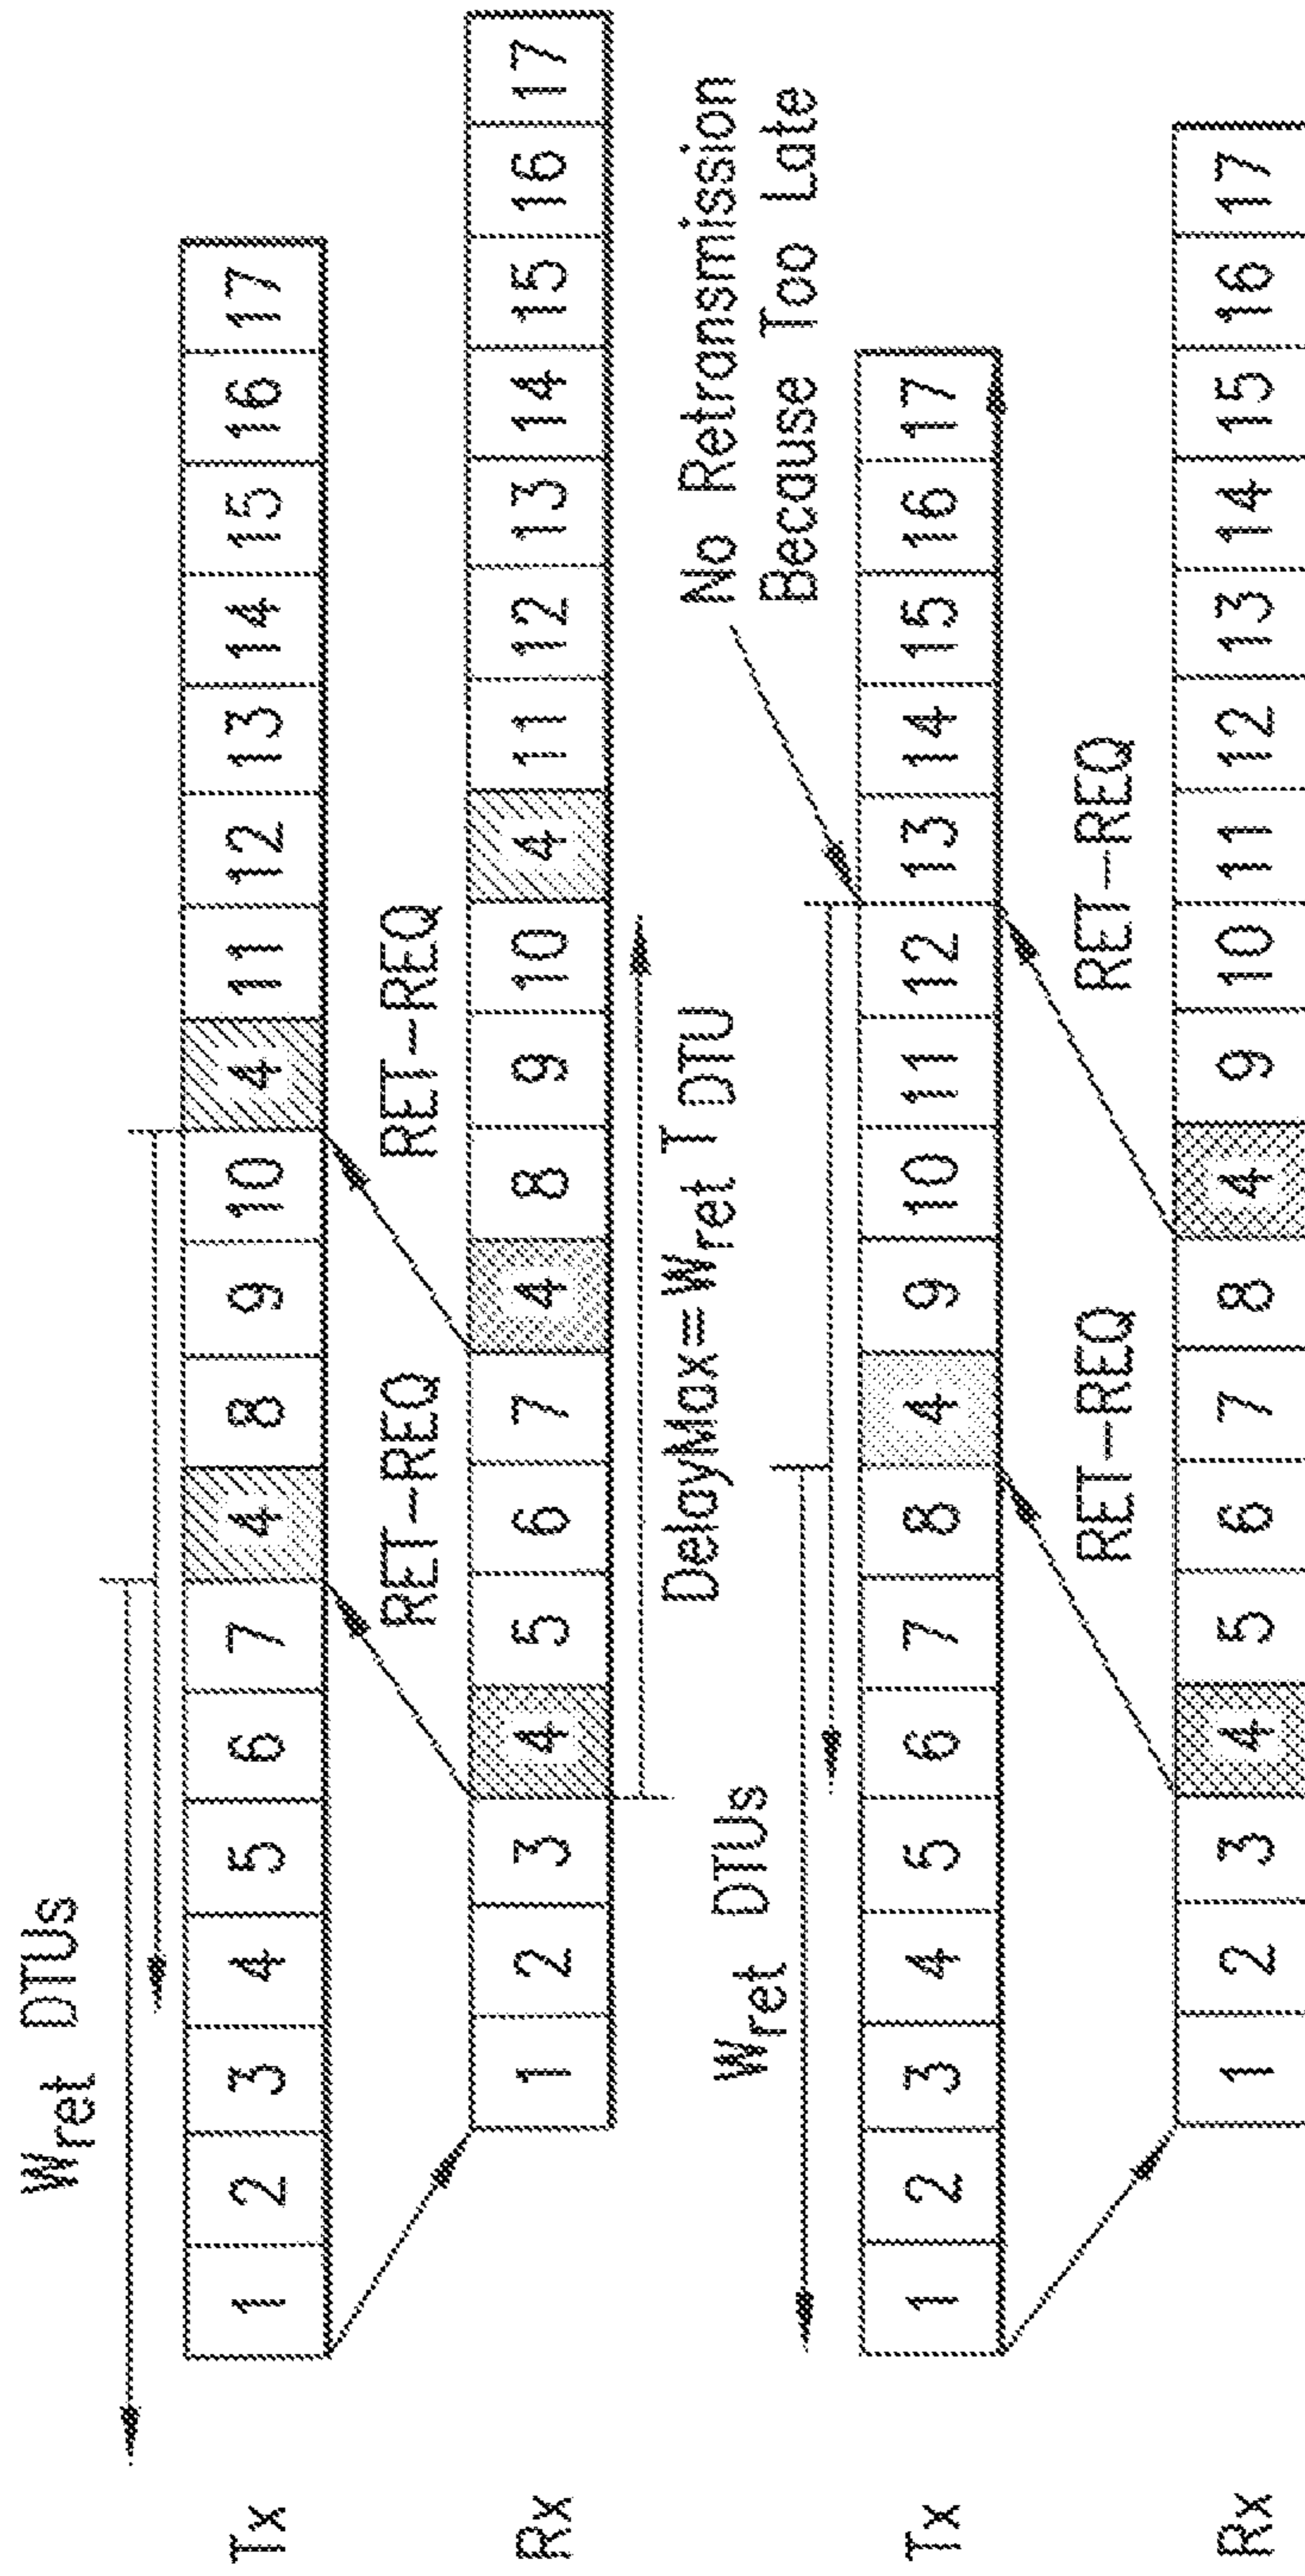 W_ret DTUs
Tx 1 2 3 4 5 6 7 4 8 9 10 4 11 12 13 14 15 16 17
RET-REQ RET-REQ
Rx 1 2 3 4 5 6 7 4 8 9 10 4 11 12 13 14 15 16 17
DelayMax=W_ret T DTU
No Retransmission
Because Too Late
W_ret DTUs
Tx 1 2 3 4 5 6 7 8 4 9 10 11 12 13 14 15 16 17
RET-REQ RET-REQ
Rx 1 2 3 4 5 6 7 8 4 9 10 11 12 13 14 15 16 17